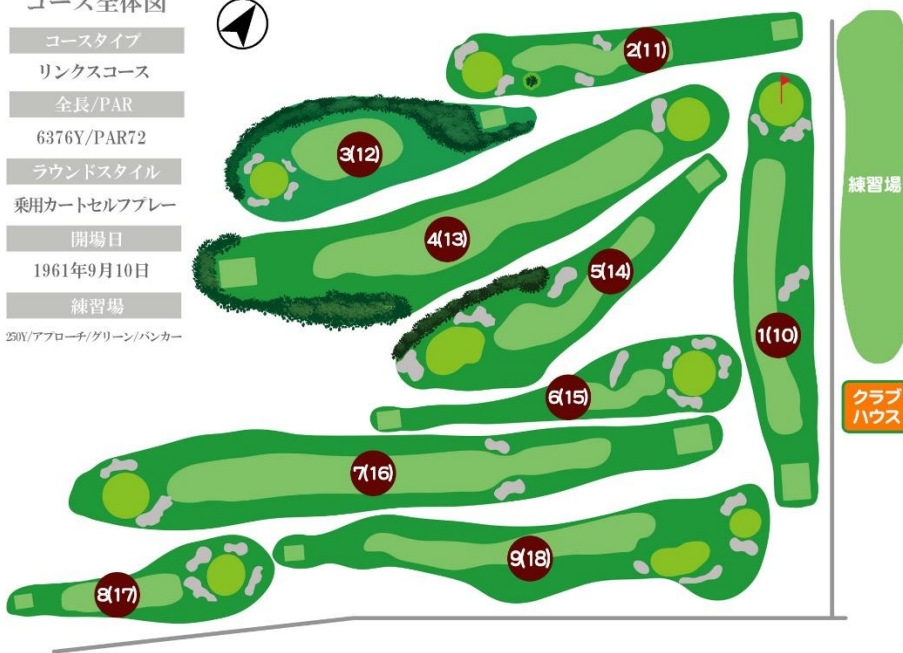 コース全体図
コースタイプ
リンクスコース
全長/PAR
6376Y/PAR72
ラウンドスタイル
乗用カートセルフプレー
開場日
1961年9月10日
練習場
250Y/アプローチ/グリーン/バンカー
2(11)
3(12)
練習場
4(13)
5(14)
1(10)
クラブ
ハウス
6(15)
7(16)
9(18)
8(17)